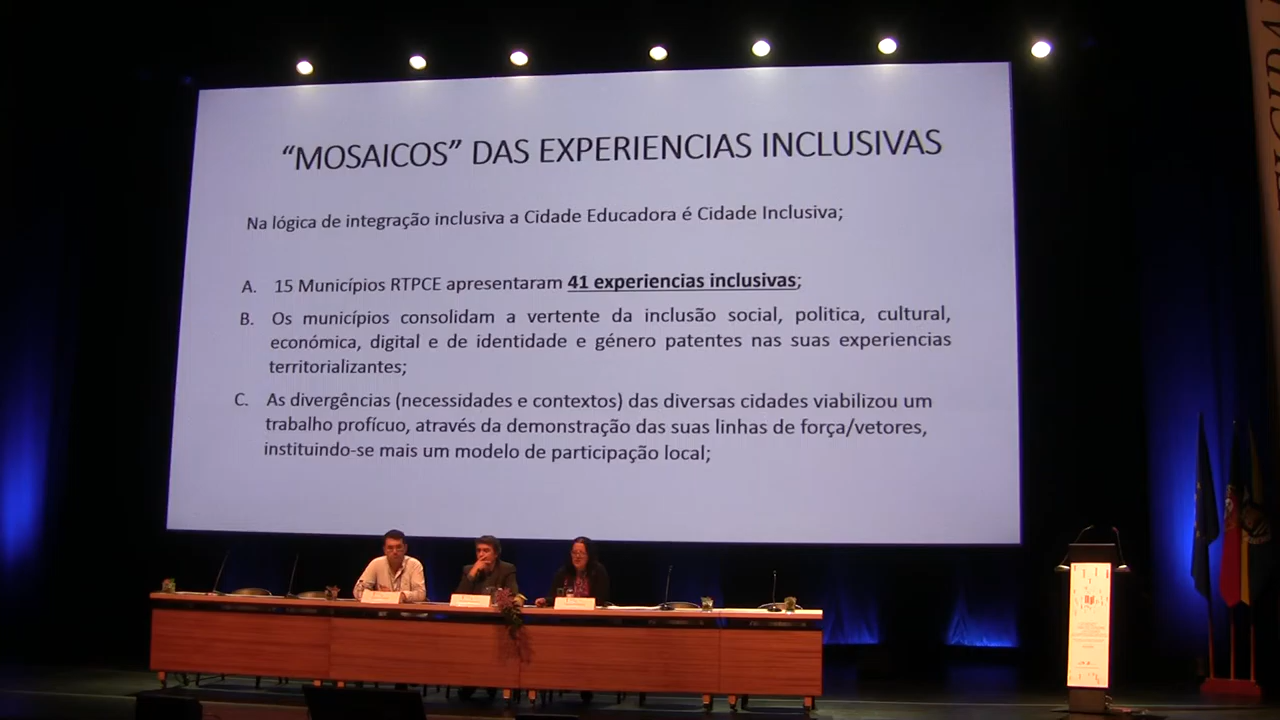 “MOSAICOS” DAS EXPERIENCIAS INCLUSIVAS
Na lógica de integração inclusiva a Cidade Educadora é Cidade Inclusiva;
A. 15 Municípios RTPCE apresentaram 41 experiencias inclusivas;
B. Os municípios consolidam a vertente da inclusão social, politica, cultural,
económica, digital e de identidade e género patentes nas suas experiencias
territorializantes;
C. As divergências (necessidades e contextos) das diversas cidades viabilizou um
trabalho profícuo, através da demonstração das suas linhas de força/vetores,
instituindo-se mais um modelo de participação local;